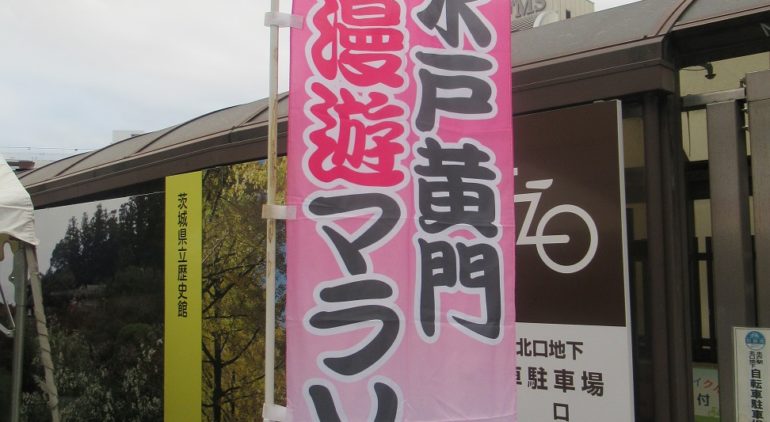 水戸黄門
漫遊マラソ
茨城県立歴史館
北口地下
車駐車場
口
自転車駐車